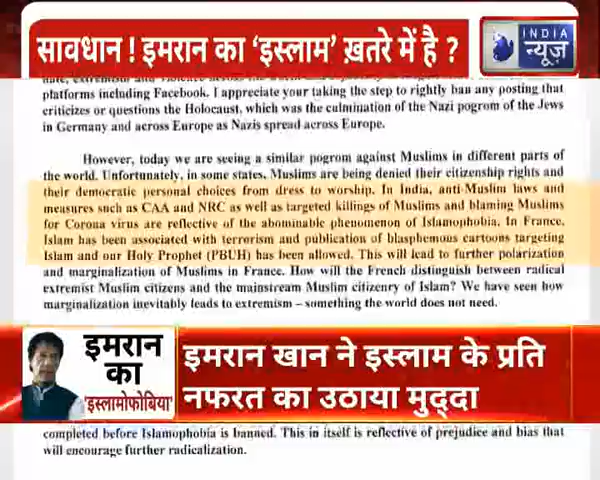 सावधान ! इमरान का 'इस्लाम' ख़तरे में है ?
INDIA
न्यूज़
platforms including Facebook. I appreciate your taking the step to rightly ban any posting that
criticizes or questions the Holocaust, which was the culmination of the Nazi pogrom of the Jews
in Germany and across Europe as Nazis spread across Europe.
However, today we are seeing a similar pogrom against Muslims in different parts of
the world. Unfortunately, in some states, Muslims are being denied their citizenship rights and
their democratic personal choices from dress to worship. In India, anti-Muslim laws and
measures such as CAA and NRC as well as targeted killings of Muslims and blaming Muslims
for Corona virus are reflective of the abominable phenomenon of Islamophobia. In France,
Islam has been associated with terrorism and publication of blasphemous cartoons targeting
Islam and our Holy Prophet (PBUH) has been allowed. This will lead to further polarization
and marginalization of Muslims in France. How will the French distinguish between radical
extremist Muslim citizens and the mainstream Muslim citizenry of Islam? We have seen how
marginalization inevitably leads to extremism – something the world does not need.
इमरान
का
'इस्लामोफोबिया'
इमरान खान ने इस्लाम के प्रति
नफरत का उठाया मुद्दा
completed before Islamophobia is banned. This in itself is reflective of prejudice and bias that
will encourage further radicalization.